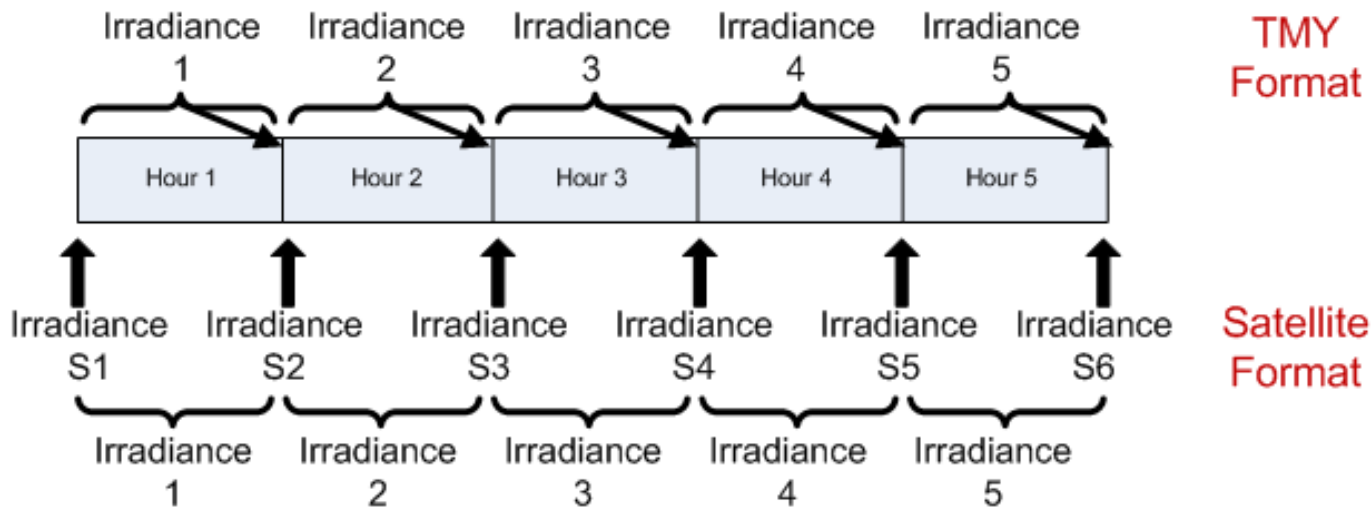 Irradiance Irradiance Irradiance Irradiance Irradiance TMY
1 2 3 4 5 Format
Hour 1 Hour 2 Hour 3 Hour 4 Hour 5
Irradiance Irradiance Irradiance Irradiance Irradiance Irradiance Satellite
S1 S2 S3 S4 S5 S6 Format
Irradiance Irradiance Irradiance Irradiance Irradiance
1 2 3 4 5